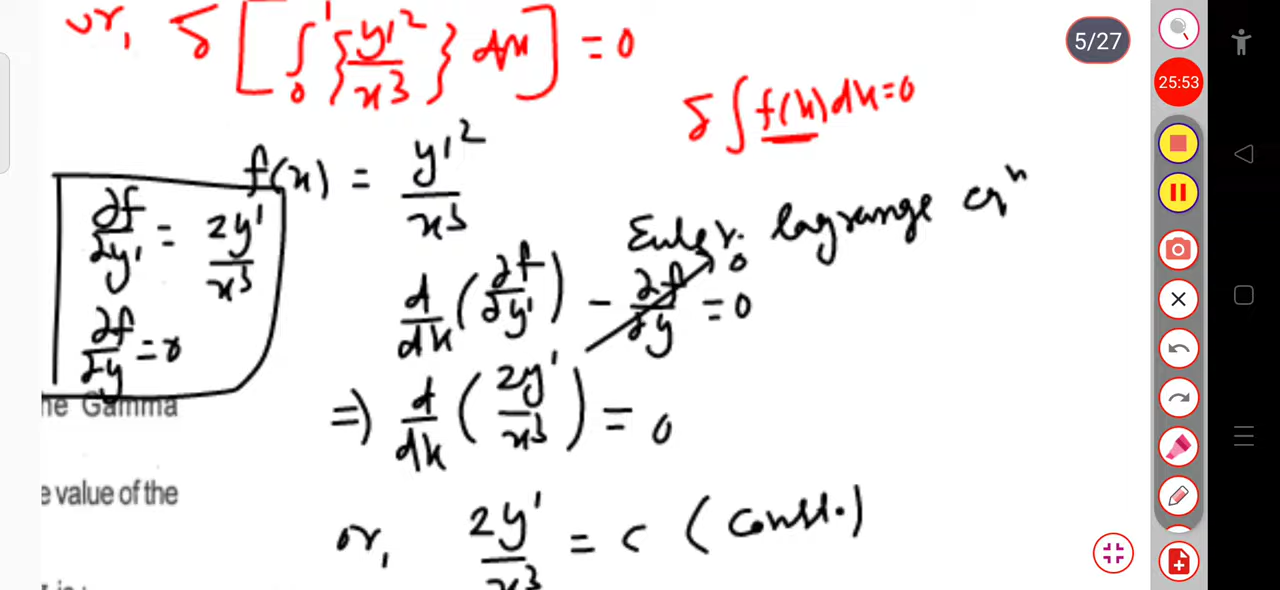 or, δ [ ∫₀¹ { y'² / x³ } dx ] = 0
5/27
25:53
δ ∫ f(x) dx = 0
f(x) = y'² / x³
∂f/∂y' = 2y'/x³
∂f/∂y = 0
Euler lagrange eqⁿ
d/dx (∂f/∂y') - ∂f/∂y 0 = 0
⇒ d/dx ( 2y'/x³ ) = 0
he Gamma
e value of the
or, 2y'/x³ = c (const.)